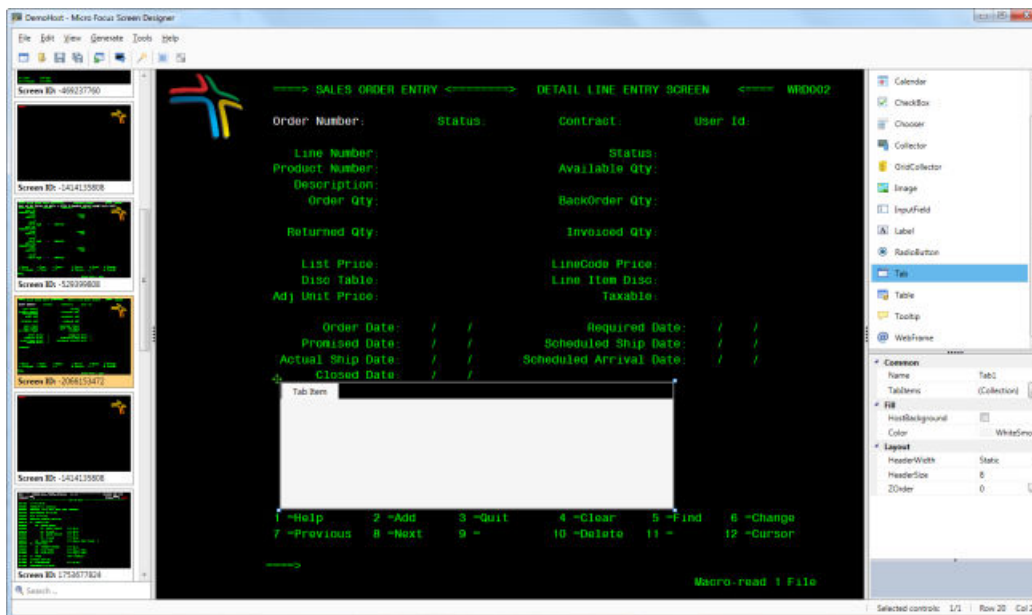 DemoHost - Micro Focus Screen Designer
File Edit View Generate Tools Help
Screen ID: -469237760
Screen ID: -1414135808
Screen ID: -529399808
Screen ID: -2066153472
Screen ID: -1414135808
Screen ID: 1753677824
Search...
====> SALES ORDER ENTRY <=========> DETAIL LINE ENTRY SCREEN <==== WRD002
Order Number: Status: Contract: User Id:
Line Number: Status:
Product Number: Available Qty:
Description:
Order Qty: BackOrder Qty:
Returned Qty: Invoiced Qty:
List Price: LineCode Price:
Disc Table: Line Item Disc:
Adj Unit Price: Taxable:
Order Date: / / Required Date: / /
Promised Date: / / Scheduled Ship Date: / /
Actual Ship Date: / / Scheduled Arrival Date: / /
Closed Date: / /
Tab Item
1 =Help 2 =Add 3 =Quit 4 =Clear 5 =Find 6 =Change
7 =Previous 8 =Next 9 = 10 =Delete 11 = 12 =Cursor
====>
Macro-read 1 File
Calendar
CheckBox
Chooser
Collector
GridCollector
Image
InputField
Label
RadioButton
Tab
Table
Tooltip
WebFrame
Common
Name Tab1
TabItems (Collection)
Fill
HostBackground
Color WhiteSmo
Layout
HeaderWidth Static
HeaderSize 8
ZOrder 0
Selected controls: 1/1 Row 20 Col